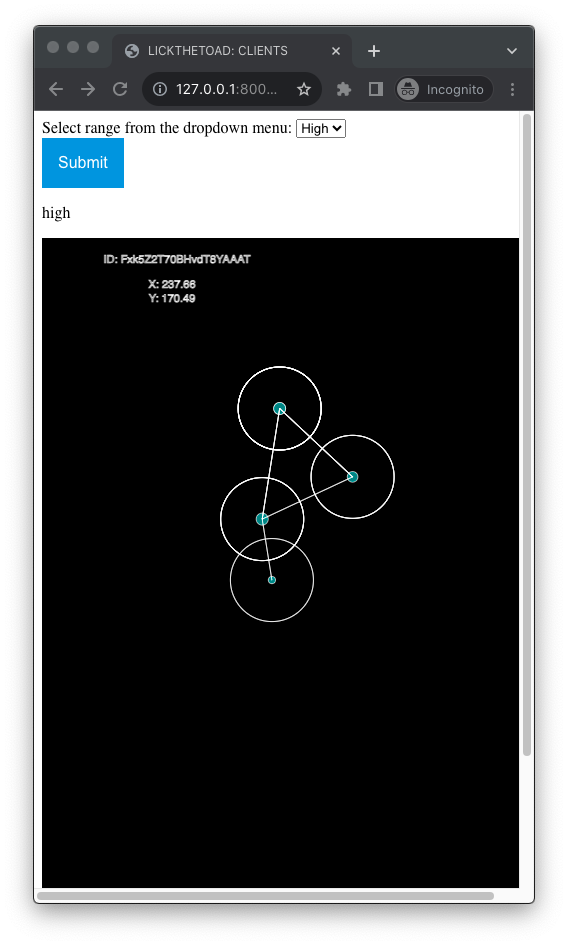 LICKTHETOAD: CLIENTS
127.0.0.1:800...
Incognito
Select range from the dropdown menu: High
Submit
high
ID: Fxk5Z2T70BHvdT8YAAAT
X: 237.66
Y: 170.49